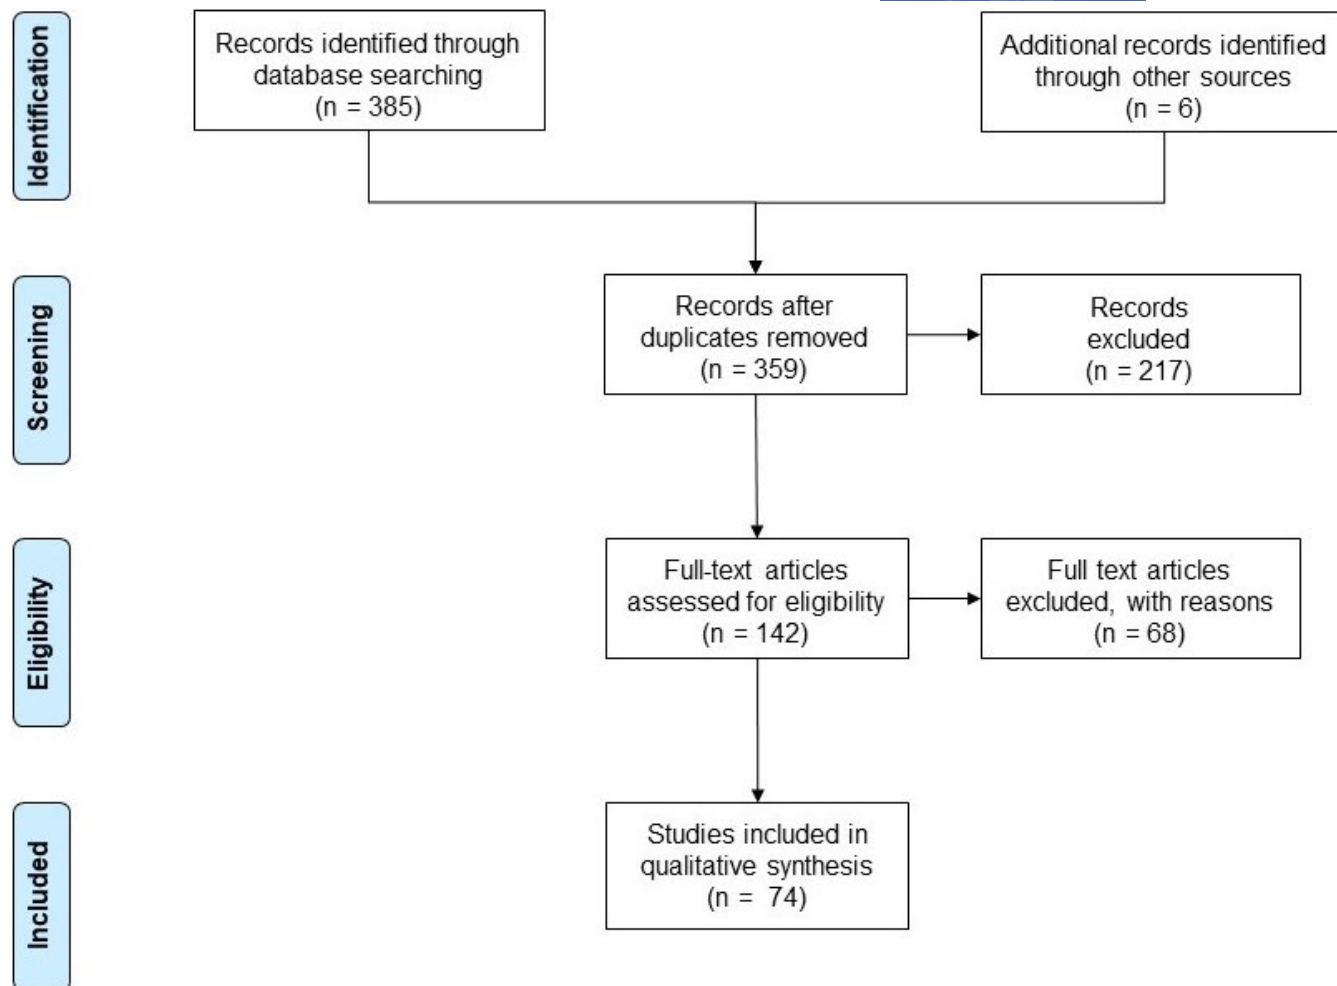 Identification
Records identified through
database searching
(n = 385)
Additional records identified
through other sources
(n = 6)
Screening
Records after
duplicates removed
(n = 359)
Records
excluded
(n = 217)
Eligibility
Full-text articles
assessed for eligibility
(n = 142)
Full text articles
excluded, with reasons
(n = 68)
Included
Studies included in
qualitative synthesis
(n = 74)